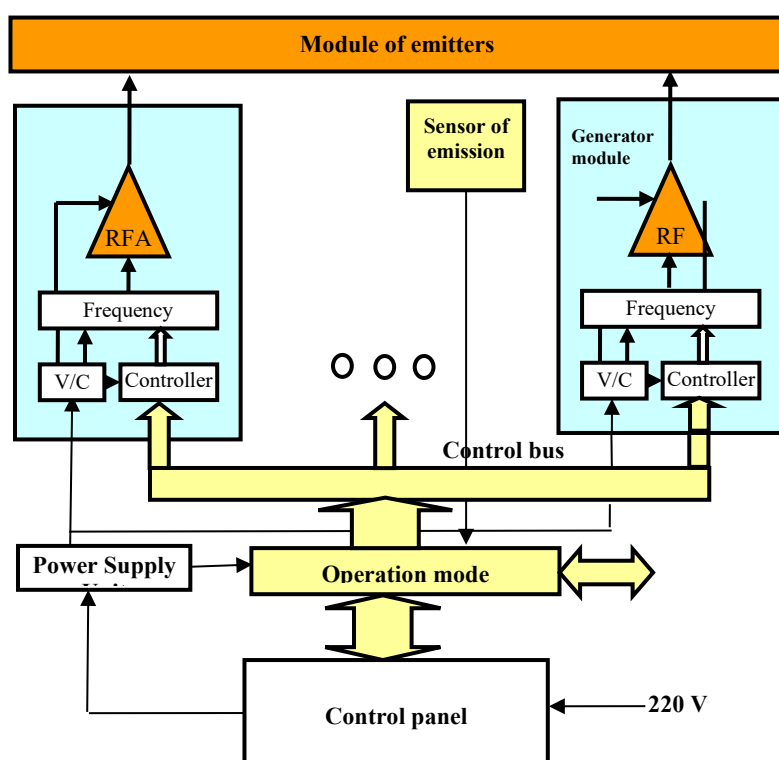 Module of emitters
Sensor of
emission
Generator
module
RFA
RF
Frequency
Frequency
V/C
Controller
V/C
Controller
Control bus
Power Supply
Operation mode
Control panel
220 V